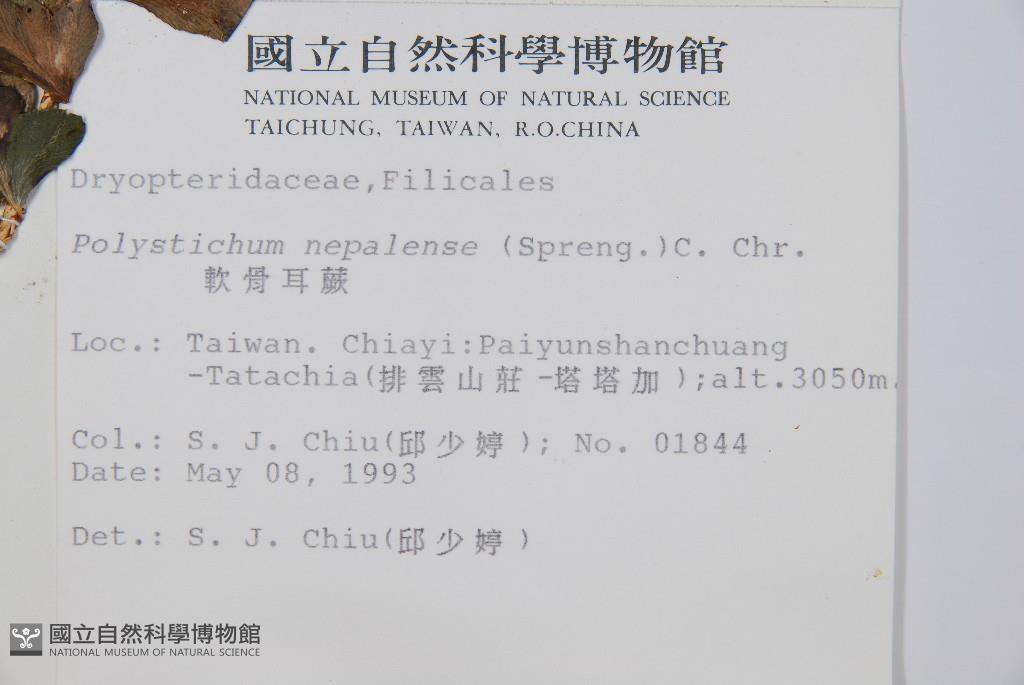 國立自然科學博物館
NATIONAL MUSEUM OF NATURAL SCIENCE
TAICHUNG, TAIWAN, R.O.CHINA
Dryopteridaceae,Filicales
Polystichum nepalense (Spreng.)C. Chr.
軟骨耳蕨
Loc.: Taiwan. Chiayi:Paiyunshanchuang
-Tatachia(排雲山莊-塔塔加);alt.3050m.
Col.: S. J. Chiu(邱少婷); No. 01844
Date: May 08, 1993
Det.: S. J. Chiu(邱少婷)
國立自然科學博物館
NATIONAL MUSEUM OF NATURAL SCIENCE